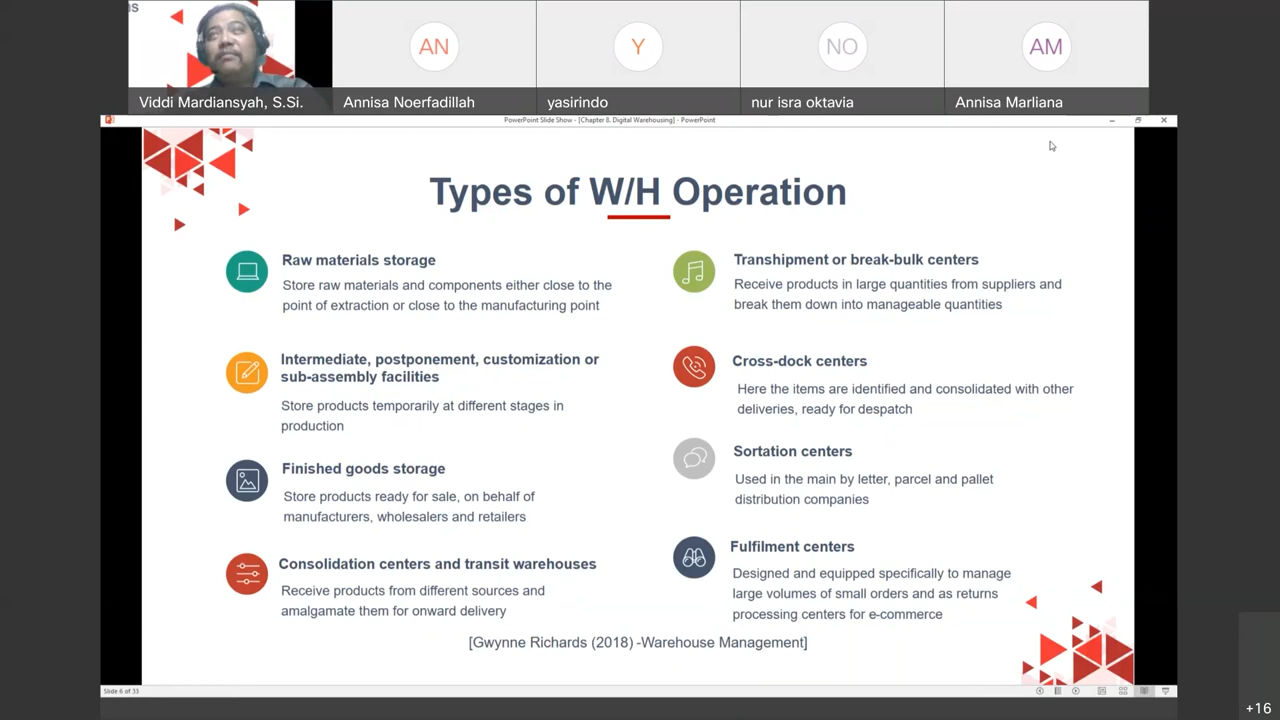 ns
AN
Y
NO
AM
Viddi Mardiansyah, S.Si.
Annisa Noerfadillah
yasirindo
nur isra oktavia
Annisa Marliana
PowerPoint Slide Show - [Chapter 8. Digital Warehousing] - PowerPoint
Types of W/H Operation
Raw materials storage
Store raw materials and components either close to the
point of extraction or close to the manufacturing point
Intermediate, postponement, customization or
sub-assembly facilities
Store products temporarily at different stages in
production
Finished goods storage
Store products ready for sale, on behalf of
manufacturers, wholesalers and retailers
Consolidation centers and transit warehouses
Receive products from different sources and
amalgamate them for onward delivery
Transhipment or break-bulk centers
Receive products in large quantities from suppliers and
break them down into manageable quantities
Cross-dock centers
Here the items are identified and consolidated with other
deliveries, ready for despatch
Sortation centers
Used in the main by letter, parcel and pallet
distribution companies
Fulfilment centers
Designed and equipped specifically to manage
large volumes of small orders and as returns
processing centers for e-commerce
[Gwynne Richards (2018) -Warehouse Management]
Slide 6 of 33
+16